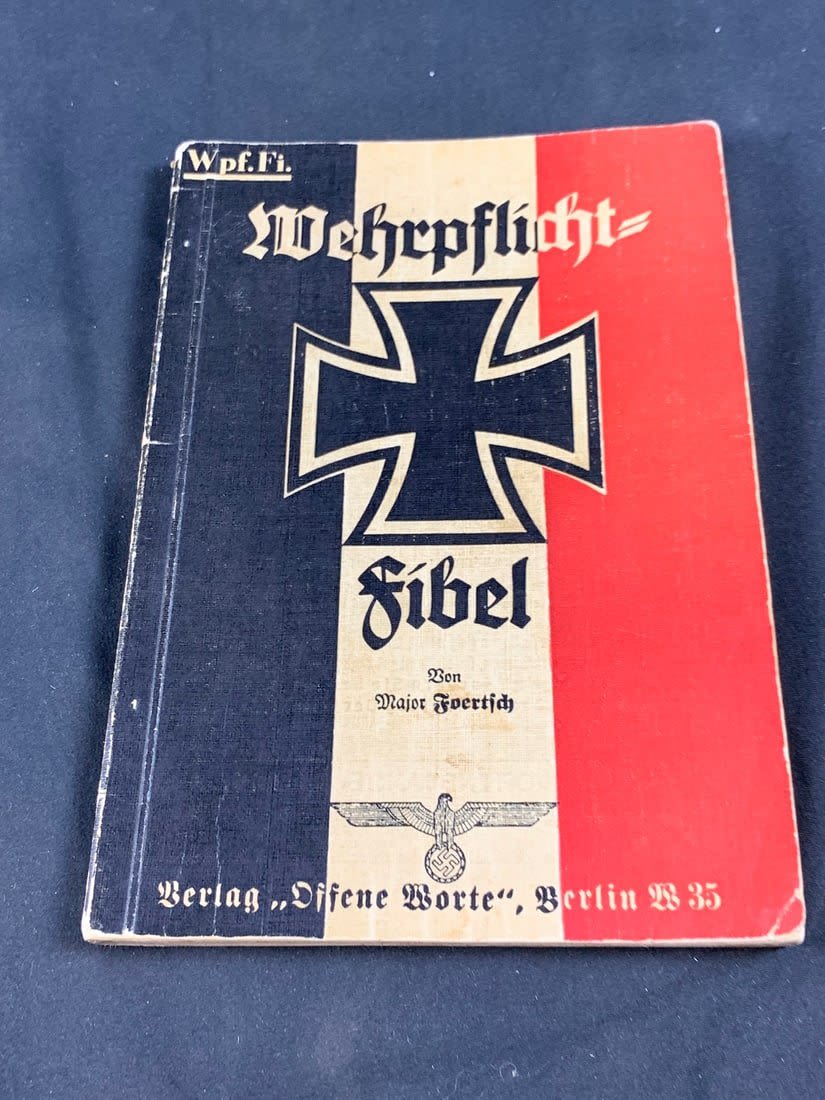 Wpf. Fi.
Wehrpflicht=
Fibel
Von
Major Foertsch
Verlag „Offene Worte“, Berlin W 35